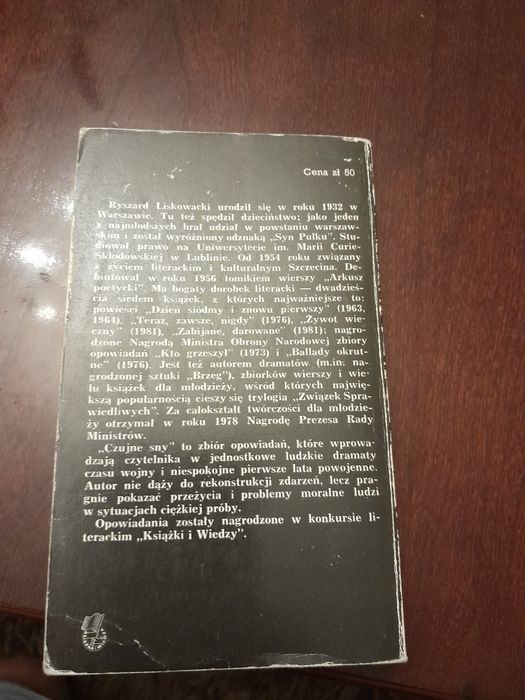 Cena zł 50
Ryszard Liskowacki urodził się w roku 1932 w
Warszawie. Tu też spędził dzieciństwo; jako jeden
z najmłodszych brał udział w powstaniu warszaw-
skim i został wyróżniony odznaką „Syn Pułku". Stu-
diował prawo na Uniwersytecie im. Marii Curie-
-Skłodowskiej w Lublinie. Od 1954 roku związany
z życiem literackim i kulturalnym Szczecina. De-
biutował w roku 1956 tomikiem wierszy „Arkusz
poetycki". Ma bogaty dorobek literacki — dwadzieś-
cia siedem książek, z których najważniejsze to:
powieści „Dzień siódmy i znowu pierwszy" (1963,
1964), „Teraz, zawsze, nigdy" (1976), „Żywot wie-
czny" (1981), „Zabijane, darowane" (1981); nagro-
dzone Nagrodą Ministra Obrony Narodowej zbiory
opowiadań „Kto grzeszył" (1973) i „Ballady okrut-
ne" (1976). Jest też autorem dramatów (m.in. na-
grodzonej sztuki „Brzeg"), zbiorków wierszy i wie-
lu książek dla młodzieży, wśród których najwięk-
szą popularnością cieszy się trylogia „Związek Spra-
wiedliwych". Za całokształt twórczości dla młodzie-
ży otrzymał w roku 1978 Nagrodę Prezesa Rady
Ministrów.
„Czujne sny" to zbiór opowiadań, które wprowa-
dzają czytelnika w jednostkowe ludzkie dramaty
czasu wojny i niespokojne pierwsze lata powojenne.
Autor nie dąży do rekonstrukcji zdarzeń, lecz pra-
gnie pokazać przeżycia i problemy moralne ludzi
w sytuacjach ciężkiej próby.
Opowiadania zostały nagrodzone w konkursie li-
terackim „Książki i Wiedzy".